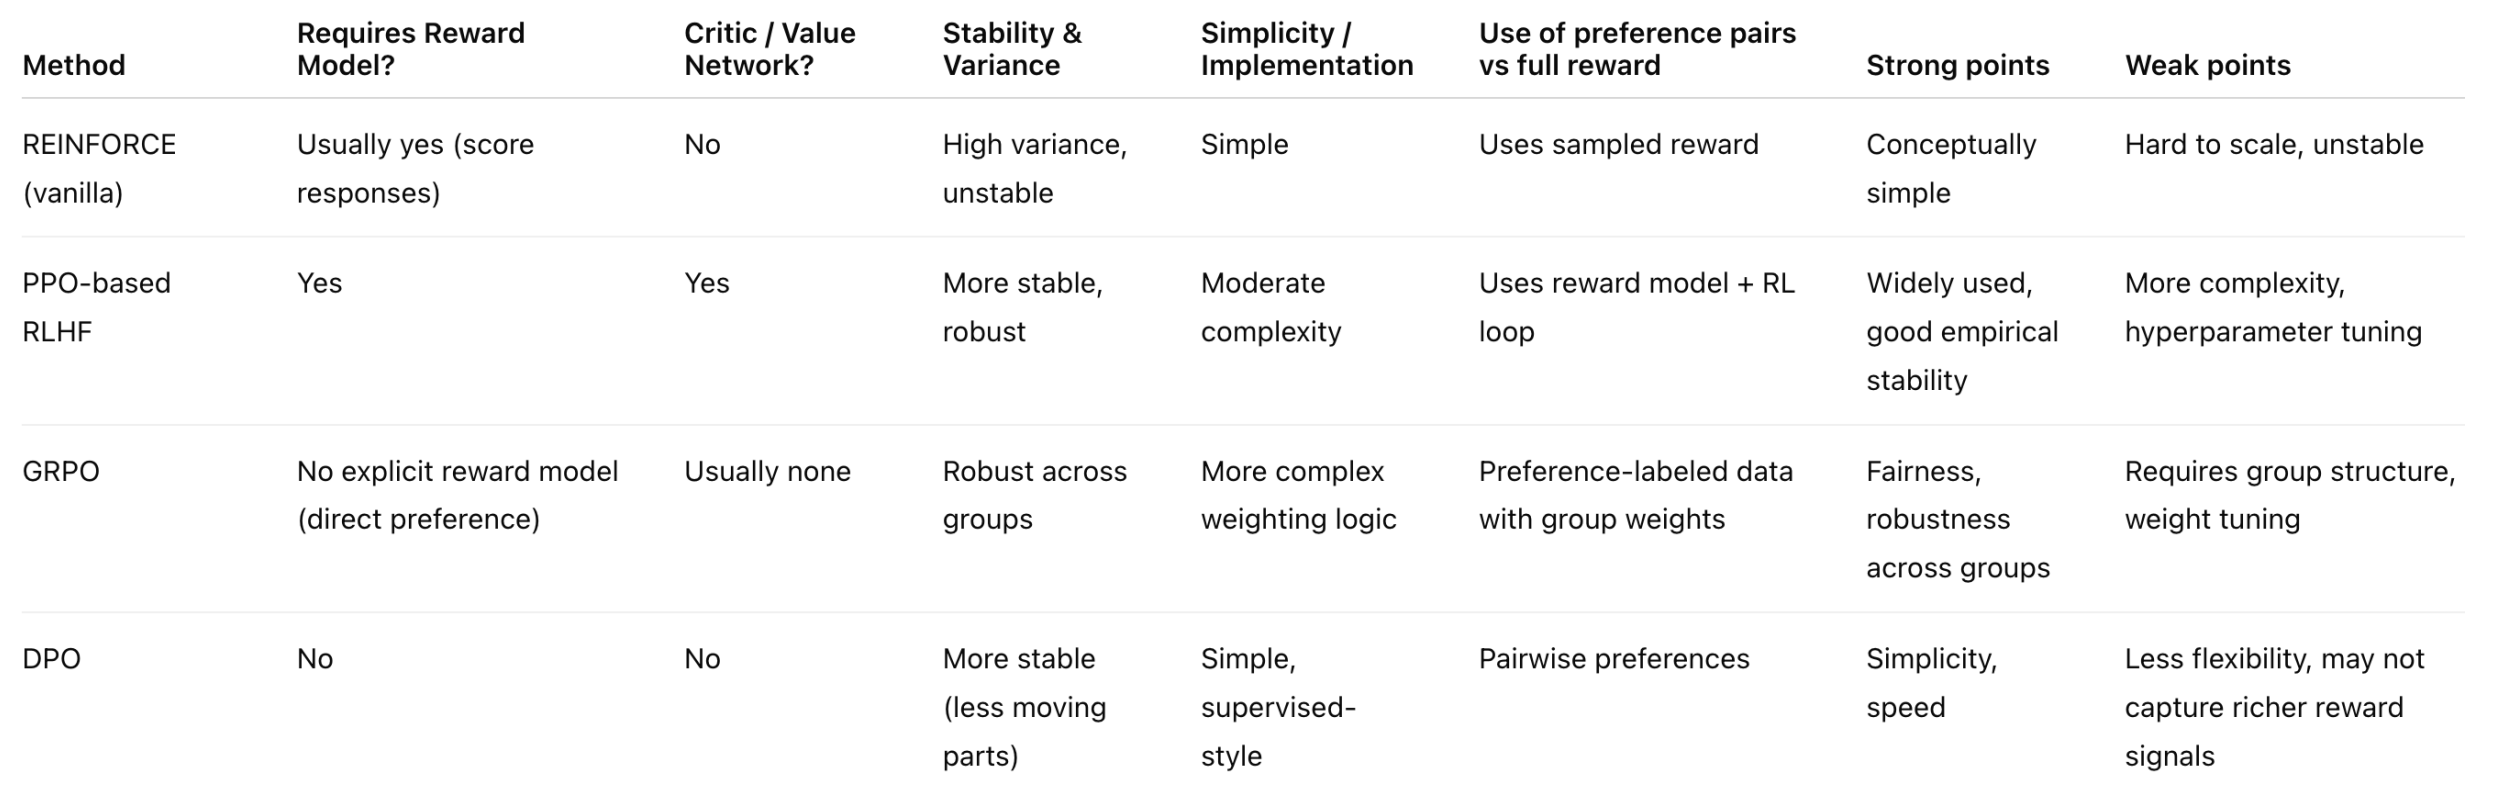 Method
Requires Reward
Model?
Critic / Value
Network?
Stability &
Variance
Simplicity /
Implementation
Use of preference pairs
vs full reward
Strong points
Weak points
REINFORCE
(vanilla)
Usually yes (score
responses)
No
High variance,
unstable
Simple
Uses sampled reward
Conceptually
simple
Hard to scale, unstable
PPO-based
RLHF
Yes
Yes
More stable,
robust
Moderate
complexity
Uses reward model + RL
loop
Widely used,
good empirical
stability
More complexity,
hyperparameter tuning
GRPO
No explicit reward model
(direct preference)
Usually none
Robust across
groups
More complex
weighting logic
Preference-labeled data
with group weights
Fairness,
robustness
across groups
Requires group structure,
weight tuning
DPO
No
No
More stable
(less moving
parts)
Simple,
supervised-
style
Pairwise preferences
Simplicity,
speed
Less flexibility, may not
capture richer reward
signals